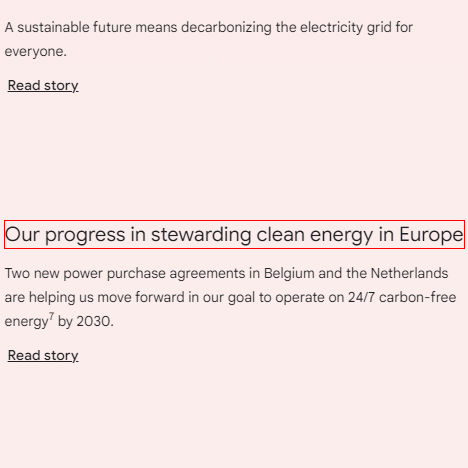 A sustainable future means decarbonizing the electricity grid for
everyone.
Read story
Our progress in stewarding clean energy in Europe
Two new power purchase agreements in Belgium and the Netherlands
are helping us move forward in our goal to operate on 24/7 carbon-free
energy⁷ by 2030.
Read story